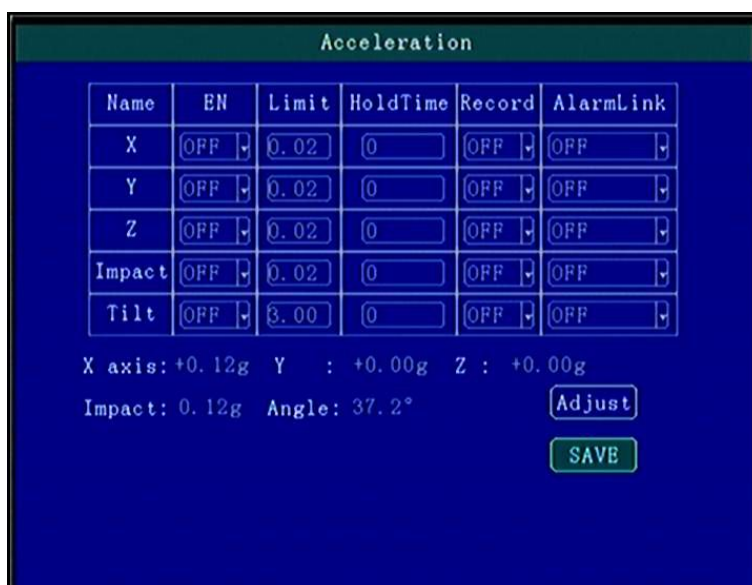 Acceleration
Name EN Limit HoldTime Record AlarmLink
X OFF 0.02 0 OFF OFF
Y OFF 0.02 0 OFF OFF
Z OFF 0.02 0 OFF OFF
Impact OFF 0.02 0 OFF OFF
Tilt OFF 3.00 0 OFF OFF
X axis: +0.12g Y : +0.00g Z : +0.00g
Impact: 0.12g Angle: 37.2° Adjust
SAVE